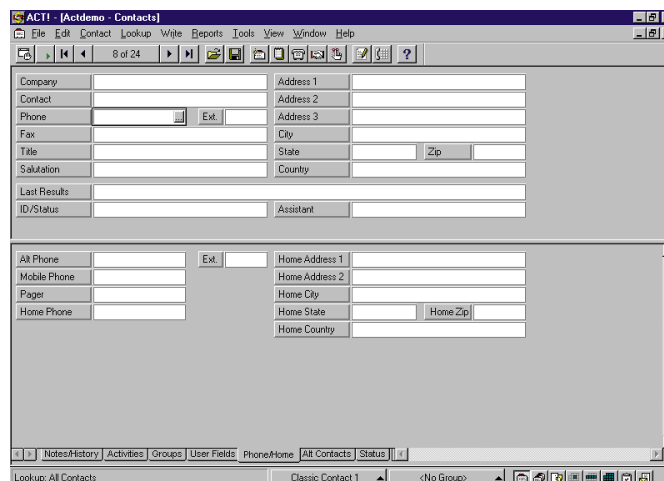 ACT! - [Actdemo - Contacts]
File Edit Contact Lookup Write Reports Tools View Window Help
8 of 24 ?
Company Address 1
Contact Address 2
Phone ... Ext. Address 3
Fax City
Title State Zip
Salutation Country
Last Results
ID/Status Assistant
Alt Phone Ext. Home Address 1
Mobile Phone Home Address 2
Pager Home City
Home Phone Home State Home Zip
Home Country
Notes/History Activities Groups User Fields Phone/Home Alt Contacts Status
Lookup: All Contacts Classic Contact 1 <No Group>